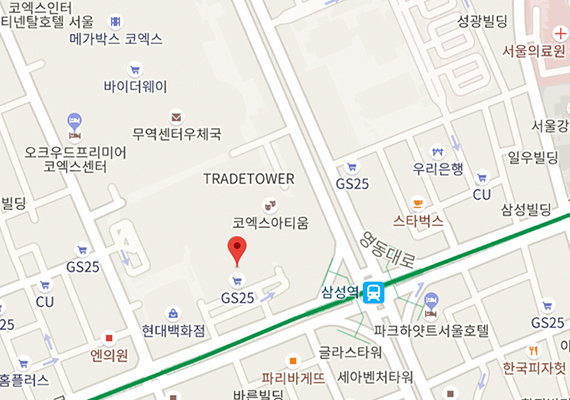 코엑스인터
티넨탈호텔 서울
메가박스 코엑스
성광빌딩
서울의료원
바이더웨이
무역센터우체국
서울강
오크우드프리미어
코엑스센터
TRADETOWER
GS25
우리은행
일우빌딩
CU
빌딩
코엑스아티움
스타벅스
삼성빌딩
영동대로
GS25
CU
GS25
삼성역
25
현대백화점
파크하얏트서울호텔
GS25
엔의원
글라스타워
한국피자헛
홈플러스
파리바게뜨
세아벤처타워
바른빌딩